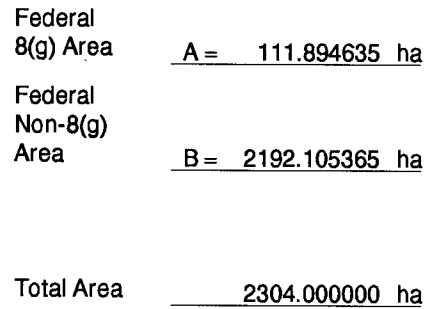 Federal
8(g) Area A = 111.894635 ha
Federal
Non-8(g)
Area B = 2192.105365 ha
Total Area 2304.000000 ha